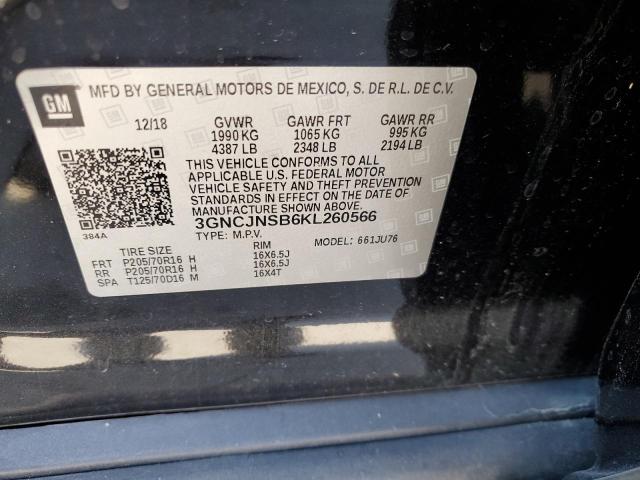 GM
MFD BY GENERAL MOTORS DE MEXICO, S. DE R.L. DE C.V.
12/18 GVWR GAWR FRT GAWR RR
1990 KG 1065 KG 995 KG
4387 LB 2348 LB 2194 LB
THIS VEHICLE CONFORMS TO ALL
APPLICABLE U.S. FEDERAL MOTOR
VEHICLE SAFETY AND THEFT PREVENTION
STANDARDS IN EFFECT ON THE DATE OF
MANUFACTURE SHOWN ABOVE.
3GNCJNSB6KL260566
384A TYPE: M.P.V. MODEL: 661JU76
TIRE SIZE RIM
FRT P205/70R16 H 16X6.5J
RR P205/70R16 H 16X6.5J
SPA T125/70D16 M 16X4T